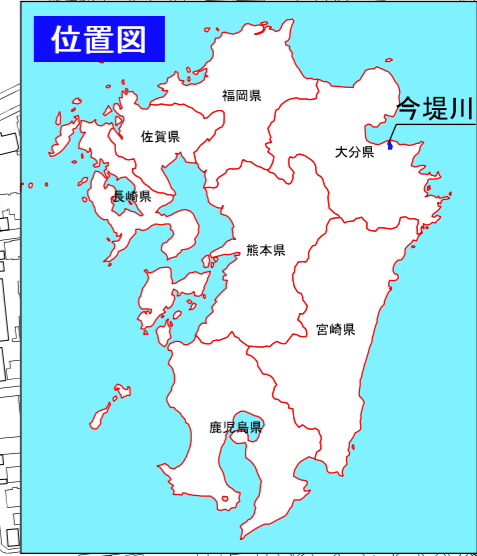 位置図
福岡県
今堤川
佐賀県
大分県
長崎県
熊本県
宮崎県
鹿児島県